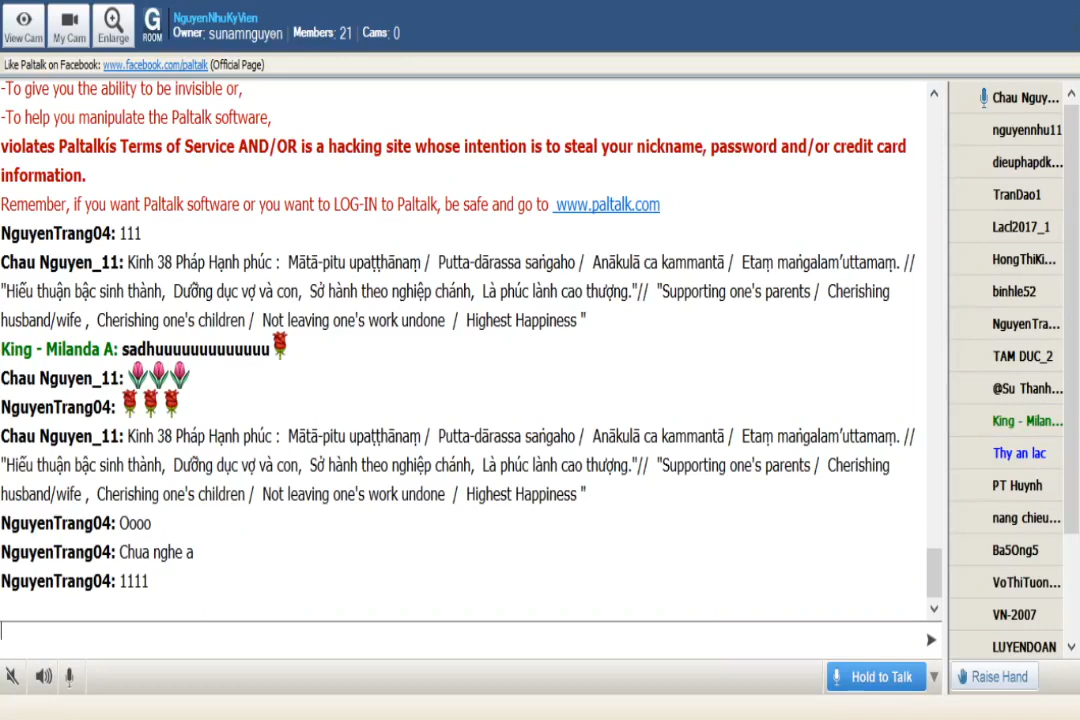 View Cam
My Cam
Enlarge
G
ROOM
NguyenNhuKyVien
Owner: sunamnguyen | Members: 21 | Cams: 0
Like Paltalk on Facebook: www.facebook.com/paltalk (Official Page)
-To give you the ability to be invisible or,
-To help you manipulate the Paltalk software,
violates Paltalkís Terms of Service AND/OR is a hacking site whose intention is to steal your nickname, password and/or credit card
information.
Remember, if you want Paltalk software or you want to LOG-IN to Paltalk, be safe and go to www.paltalk.com
NguyenTrang04: 111
Chau Nguyen_11: Kinh 38 Pháp Hạnh phúc : Mātā-pitu upaṭṭhānaṃ / Putta-dārassa saṅgaho / Anākulā ca kammantā / Etaṃ maṅgalam’uttamaṃ. //
"Hiếu thuận bậc sinh thành, Dưỡng dục vợ và con, Sở hành theo nghiệp chánh, Là phúc lành cao thượng."// "Supporting one's parents / Cherishing
husband/wife , Cherishing one's children / Not leaving one's work undone / Highest Happiness "
King - Milanda A: sadhuuuuuuuuuuuuu
Chau Nguyen_11:
NguyenTrang04:
Chau Nguyen_11: Kinh 38 Pháp Hạnh phúc : Mātā-pitu upaṭṭhānaṃ / Putta-dārassa saṅgaho / Anākulā ca kammantā / Etaṃ maṅgalam’uttamaṃ. //
"Hiếu thuận bậc sinh thành, Dưỡng dục vợ và con, Sở hành theo nghiệp chánh, Là phúc lành cao thượng."// "Supporting one's parents / Cherishing
husband/wife , Cherishing one's children / Not leaving one's work undone / Highest Happiness "
NguyenTrang04: Oooo
NguyenTrang04: Chua nghe a
NguyenTrang04: 1111
Hold to Talk
Chau Nguy...
nguyennhu11
dieuphapdk...
TranDao1
Lacl2017_1
HongThiKi...
binhle52
NguyenTra...
TAM DUC_2
@Su Thanh...
King - Milan...
Thy an lac
PT Huynh
nang chieu...
Ba5Ong5
VoThiTuon...
VN-2007
LUYENDOAN
Raise Hand